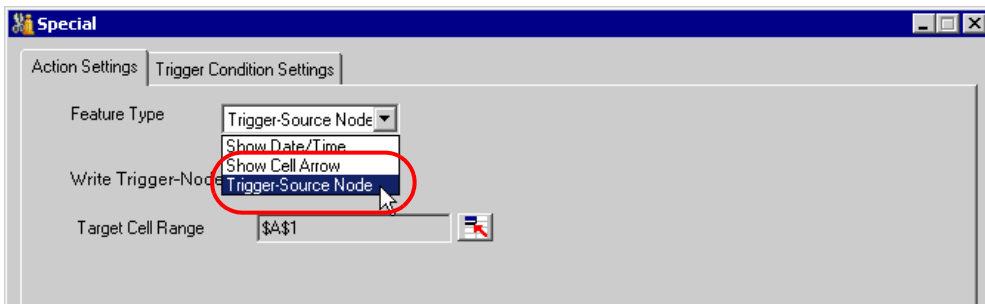 Special
Action Settings Trigger Condition Settings
Feature Type Trigger-Source Node
Show Date/Time
Show Cell Arrow
Write Trigger-Node Trigger-Source Node
Target Cell Range $A$1